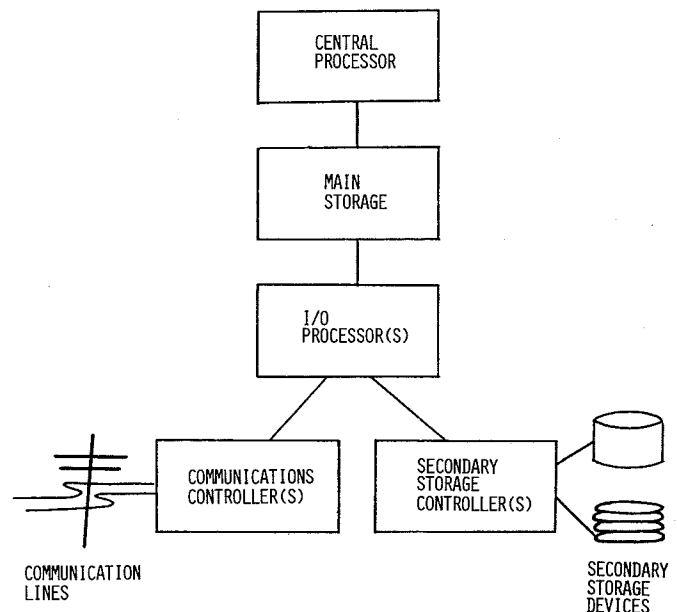 CENTRAL
PROCESSOR
MAIN
STORAGE
I/O
PROCESSOR(S)
COMMUNICATIONS
CONTROLLER(S)
SECONDARY
STORAGE
CONTROLLER(S)
COMMUNICATION
LINES
SECONDARY
STORAGE
DEVICES